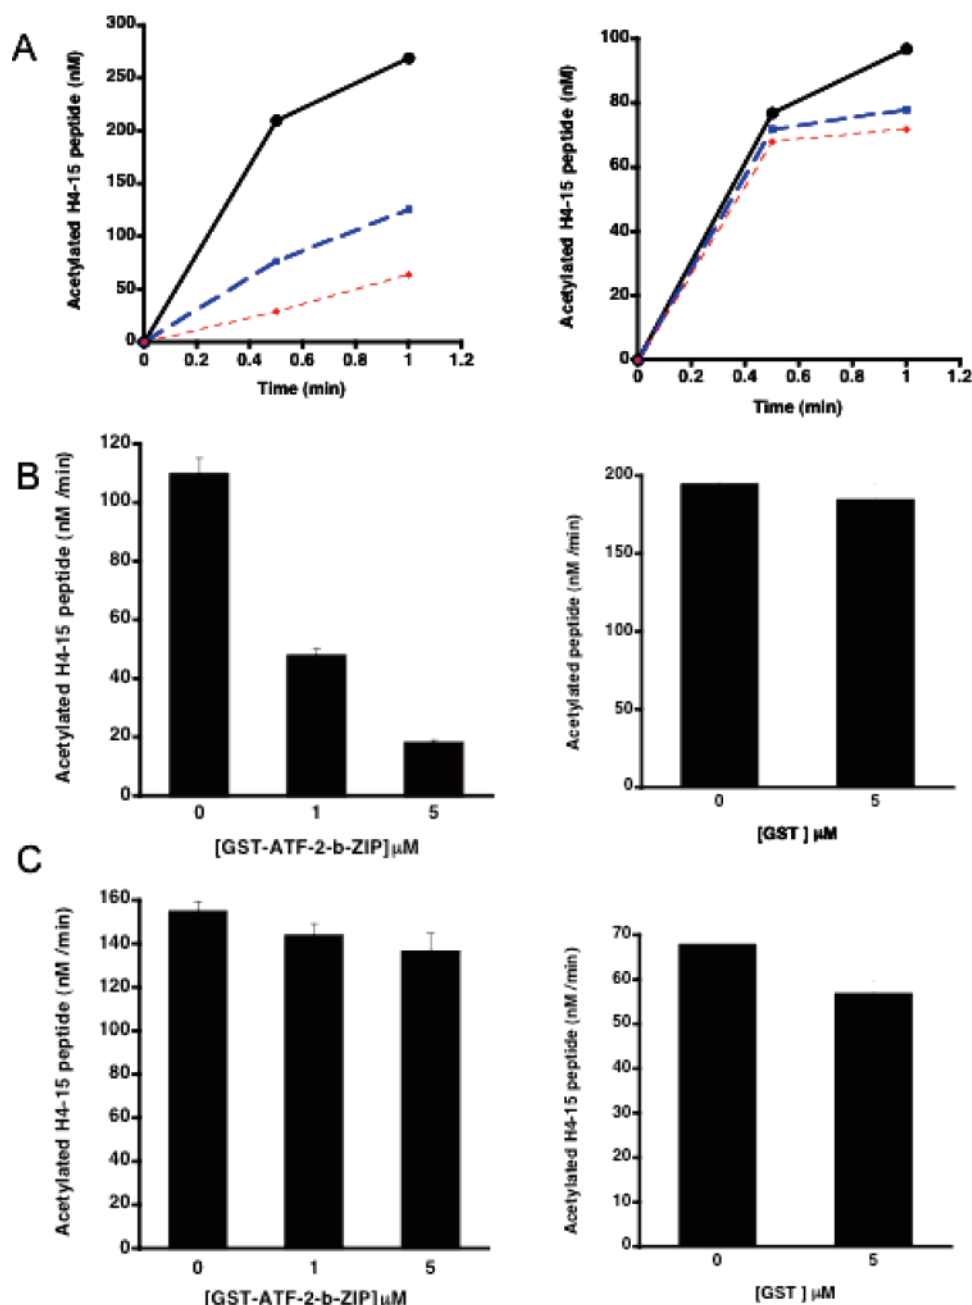 A
Acetylated H4-15 peptide (nM)
300
250
200
150
100
50
0
0 0.2 0.4 0.6 0.8 1 1.2
Time (min)
Acetylated H4-15 peptide (nM)
100
80
60
40
20
0
0 0.2 0.4 0.6 0.8 1 1.2
Time (min)
B
Acetylated H4-15 peptide (nM /min)
120
100
80
60
40
20
0
0 1 5
[GST-ATF-2-b-ZIP] µM
Acetylated peptide (nM /min)
200
150
100
50
0
0 5
[GST ] µM
C
Acetylated H4-15 peptide (nM /min)
160
140
120
100
80
60
40
20
0
0 1 5
[GST-ATF-2-b-ZIP] µM
Acetylated H4-15 peptide (nM /min)
70
60
50
40
30
20
10
0
0 5
[GST ] µM